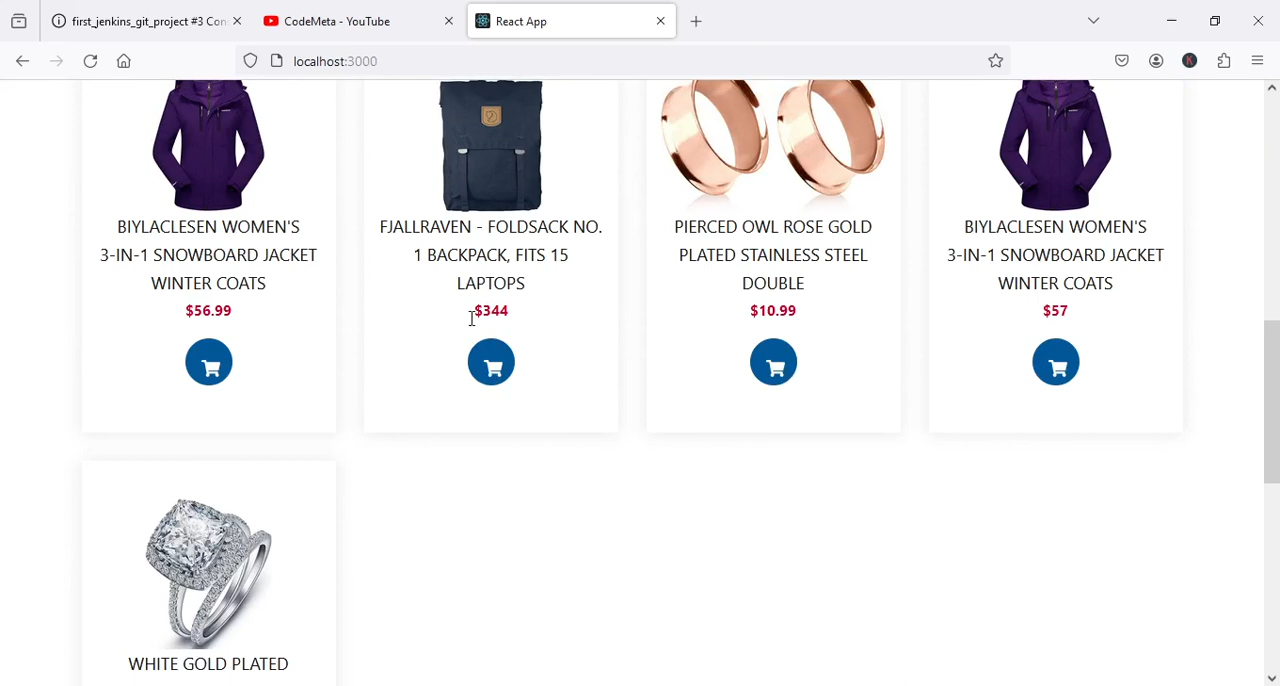 first_jenkins_git_project #3 Con
CodeMeta - YouTube
React App
localhost:3000
K
BIYLACLESEN WOMEN'S
3-IN-1 SNOWBOARD JACKET
WINTER COATS
$56.99
FJALLRAVEN - FOLDSACK NO.
1 BACKPACK, FITS 15
LAPTOPS
$344
PIERCED OWL ROSE GOLD
PLATED STAINLESS STEEL
DOUBLE
$10.99
BIYLACLESEN WOMEN'S
3-IN-1 SNOWBOARD JACKET
WINTER COATS
$57
WHITE GOLD PLATED